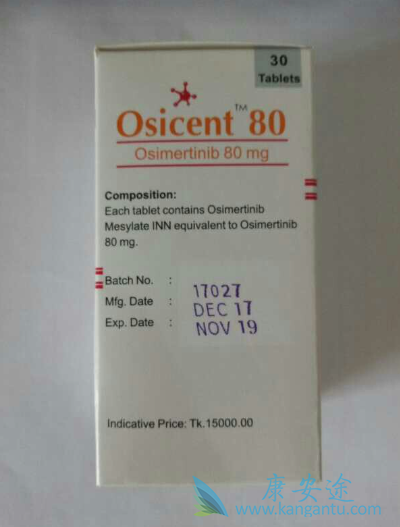 30
Tablets
Osicent™ 80
Osimertinib 80 mg
Composition:
Each tablet contains Osimertinib
Mesylate INN equivalent to Osimertinib
80 mg.
Batch No. : 17027
Mfg. Date : DEC 17
Exp. Date : NOV 19
Indicative Price: Tk.15000.00
康安途
www.kangantu.com